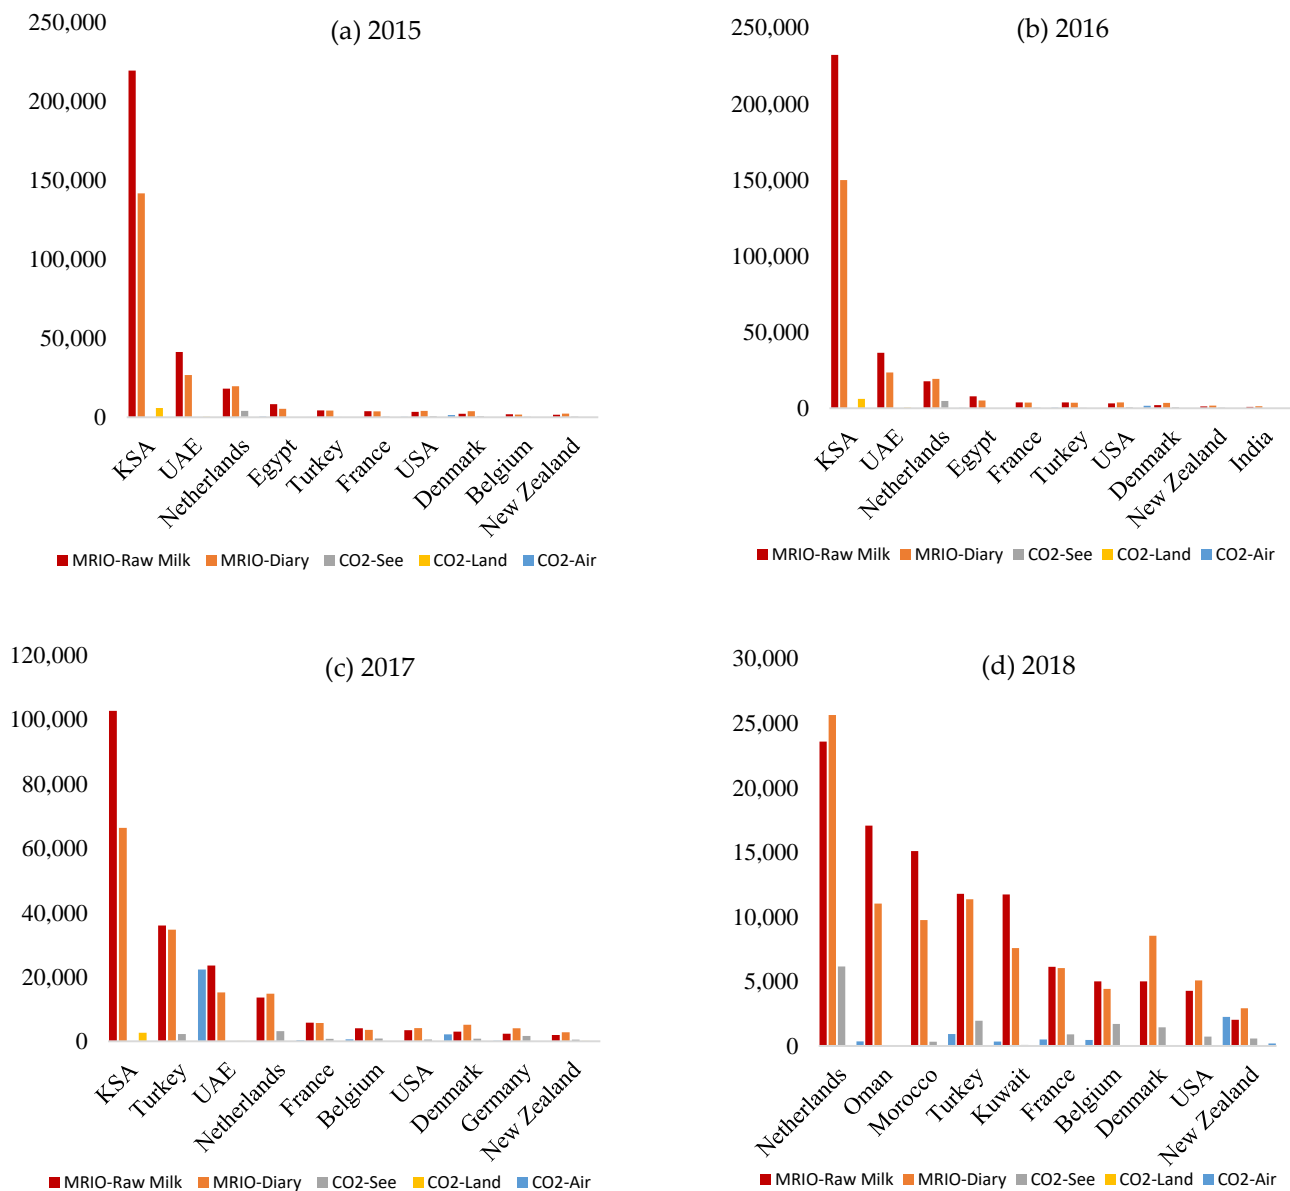 (a) 2015
250,000
200,000
150,000
100,000
50,000
0
KSA
UAE
Netherlands
Egypt
Turkey
France
USA
Denmark
Belgium
New Zealand
MRIO-Raw Milk MRIO-Diary CO2-See CO2-Land CO2-Air
(b) 2016
250,000
200,000
150,000
100,000
50,000
0
KSA
UAE
Netherlands
Egypt
France
Turkey
USA
Denmark
New Zealand
India
MRIO-Raw Milk MRIO-Diary CO2-See CO2-Land CO2-Air
(c) 2017
120,000
100,000
80,000
60,000
40,000
20,000
0
KSA
Turkey
UAE
Netherlands
France
Belgium
USA
Denmark
Germany
New Zealand
MRIO-Raw Milk MRIO-Diary CO2-See CO2-Land CO2-Air
(d) 2018
30,000
25,000
20,000
15,000
10,000
5,000
0
Netherlands
Oman
Morocco
Turkey
Kuwait
France
Belgium
Denmark
USA
New Zealand
MRIO-Raw Milk MRIO-Diary CO2-See CO2-Land CO2-Air